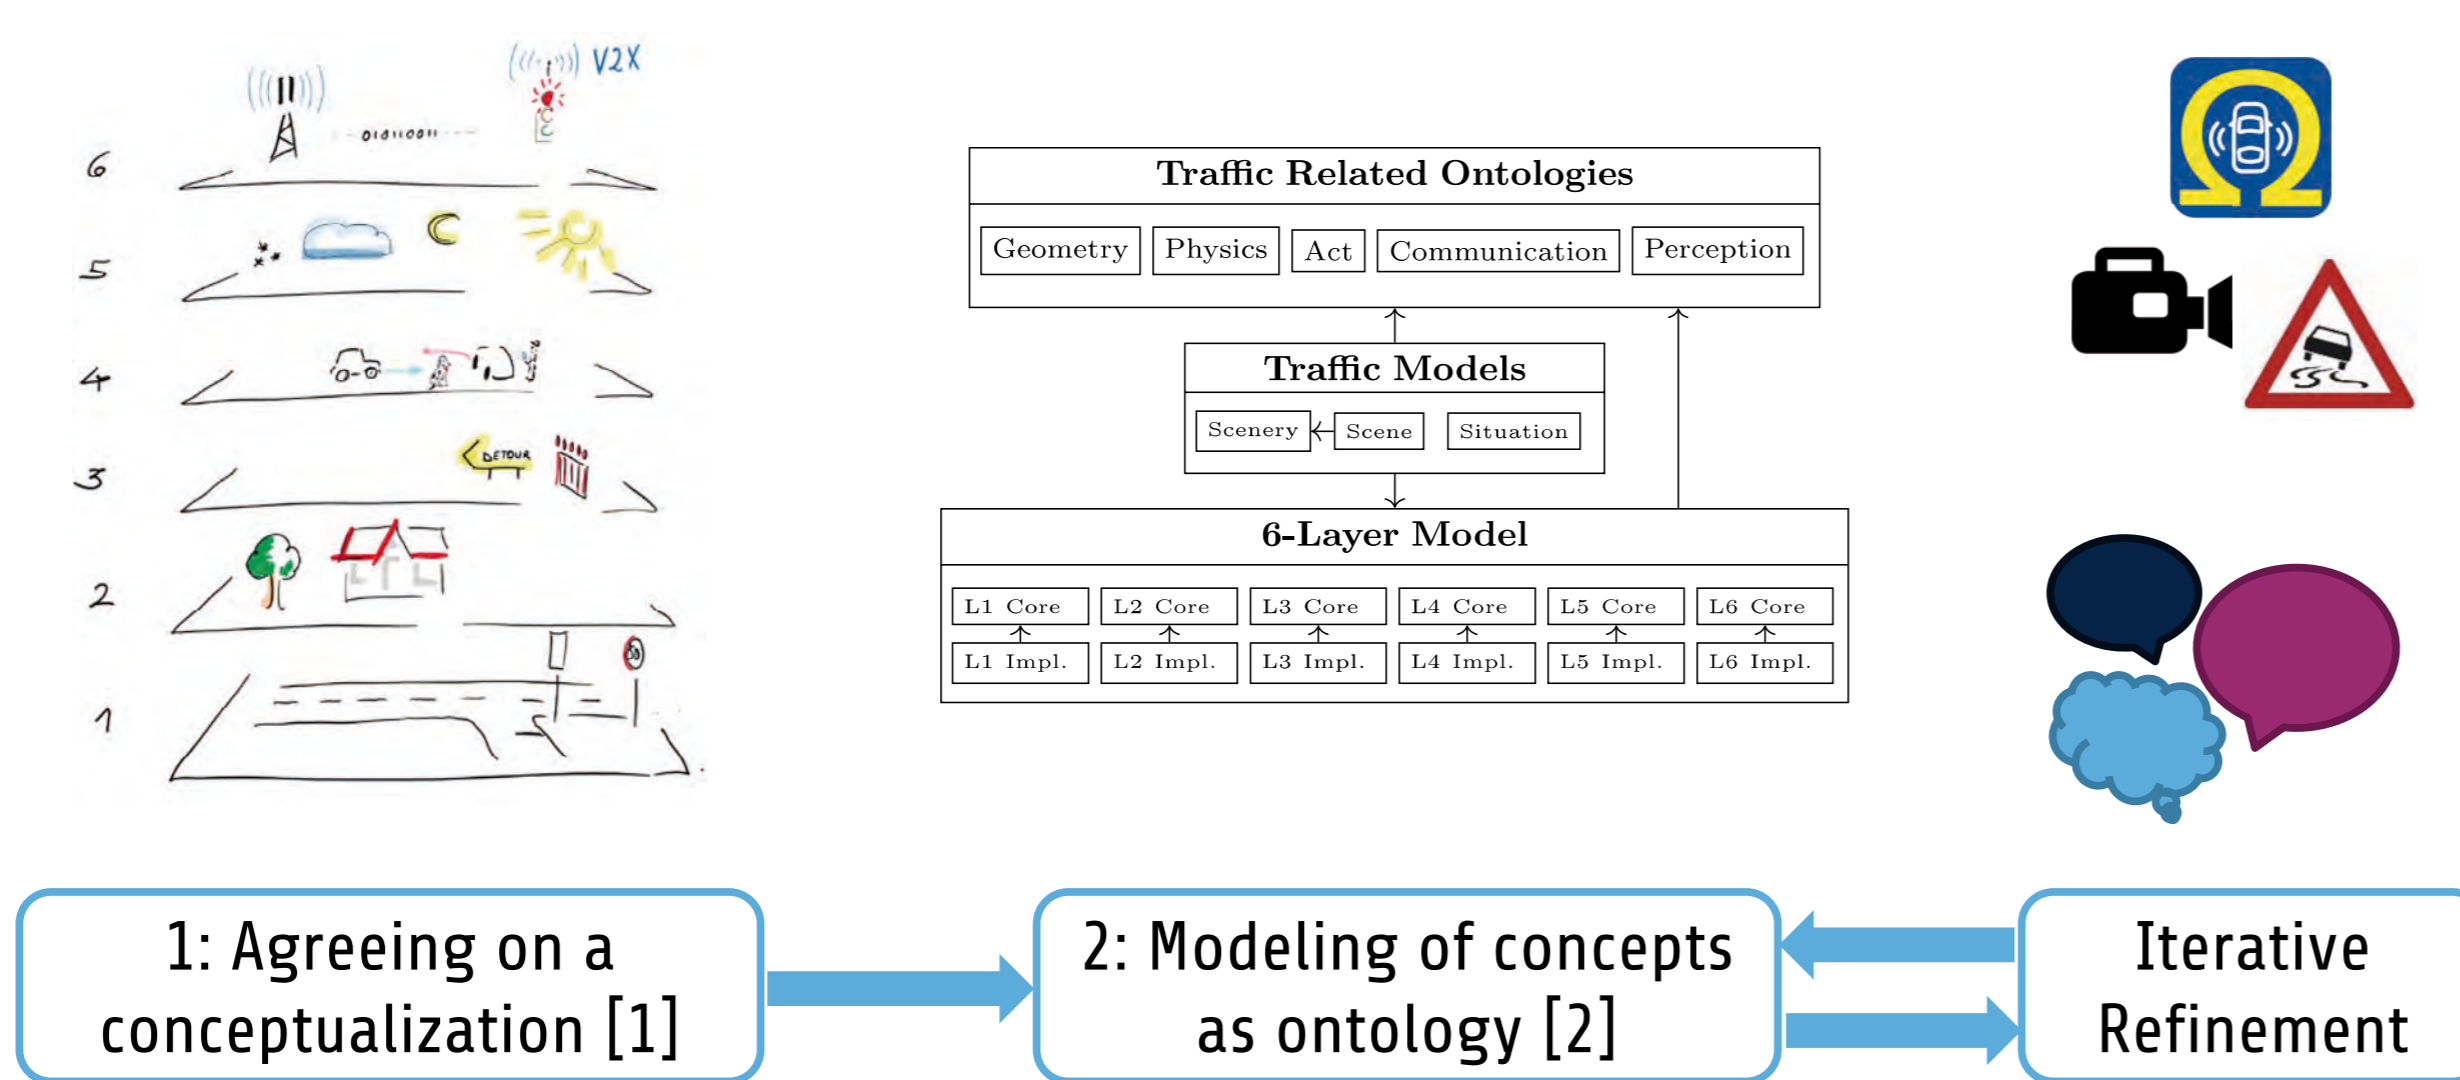 V2X
010110011
6
5
4
3
DETOUR
2
1
Traffic Related Ontologies
Geometry Physics Act Communication Perception
Traffic Models
Scenery Scene Situation
6-Layer Model
L1 Core L2 Core L3 Core L4 Core L5 Core L6 Core
L1 Impl. L2 Impl. L3 Impl. L4 Impl. L5 Impl. L6 Impl.
1: Agreeing on a
conceptualization [1]
2: Modeling of concepts
as ontology [2]
Iterative
Refinement